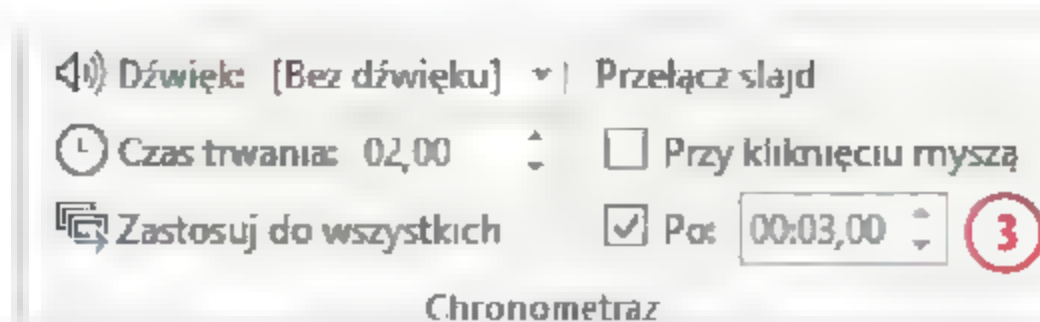 Dźwięk: [Bez dźwięku] Przełącz slajd
Czas trwania: 02,00 Przy kliknięciu myszą
Zastosuj do wszystkich Po: 00:03,00 3
Chronometraz